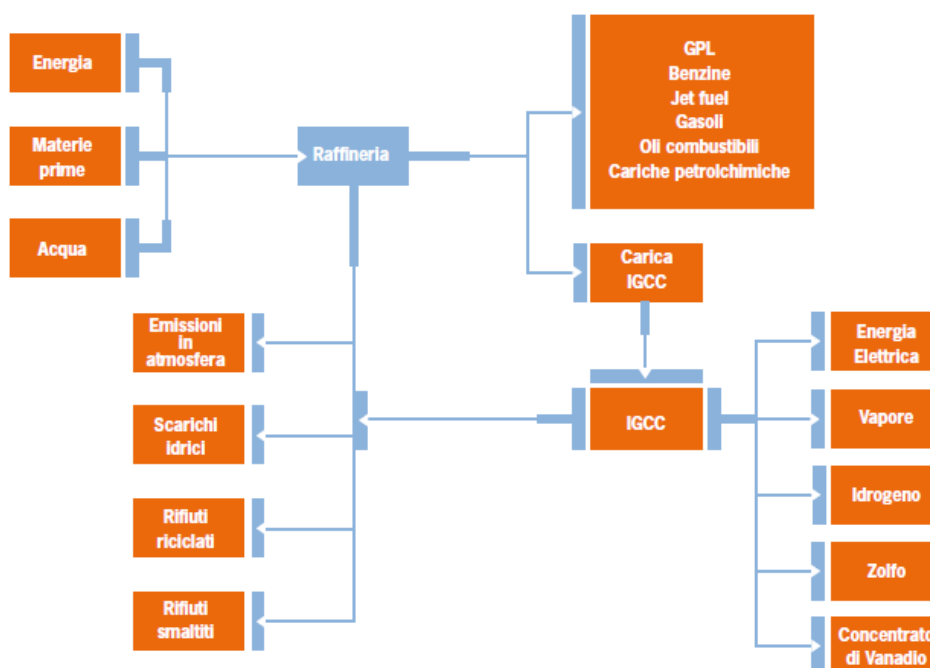 Energia
Materie
prime
Acqua
Raffineria
GPL
Benzine
Jet fuel
Gasoli
Oli combustibili
Cariche petrolchimiche
Carica
IGCC
Emissioni
in
atmosfera
Scarichi
idrici
Rifiuti
riciclati
Rifiuti
smaltiti
IGCC
Energia
Elettrica
Vapore
Idrogeno
Zolfo
Concentrato
di Vanadio